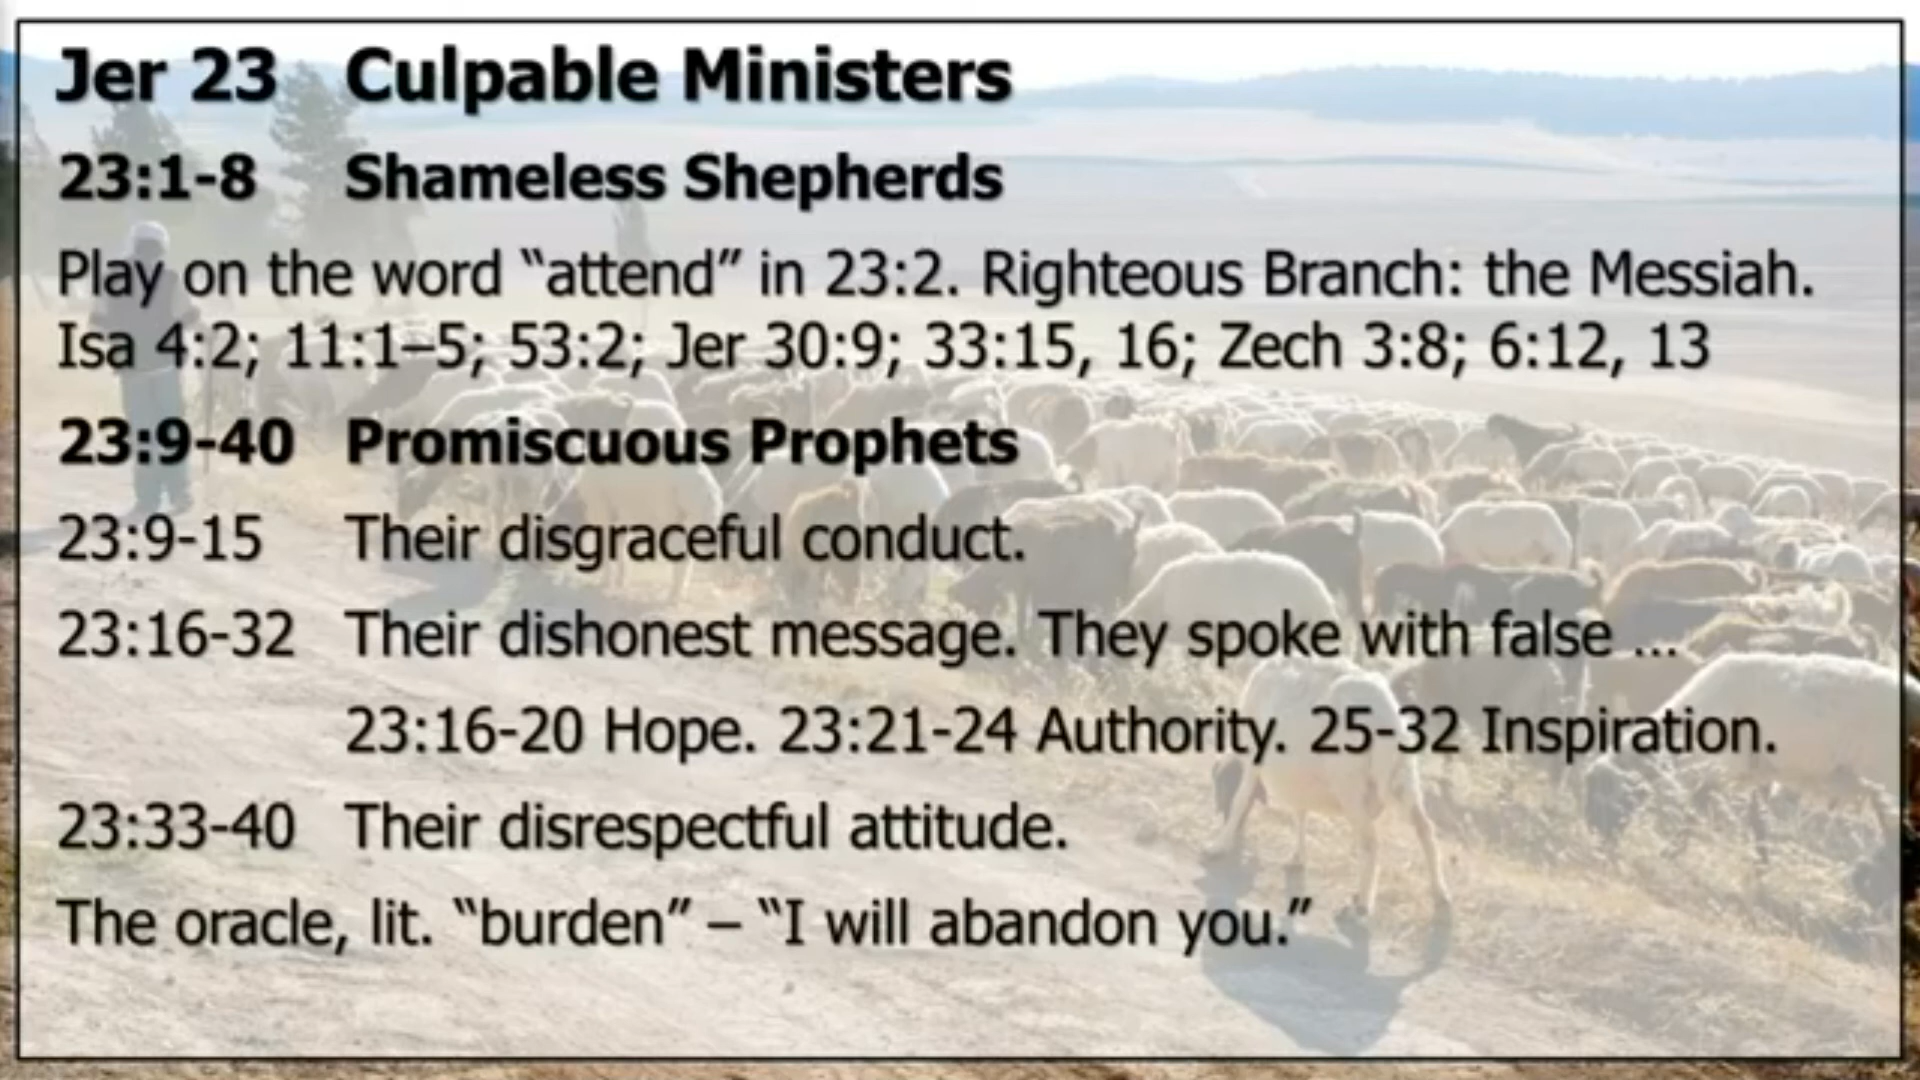 Jer 23 Culpable Ministers
23:1-8 Shameless Shepherds
Play on the word “attend” in 23:2. Righteous Branch: the Messiah.
Isa 4:2; 11:1–5; 53:2; Jer 30:9; 33:15, 16; Zech 3:8; 6:12, 13
23:9-40 Promiscuous Prophets
23:9-15 Their disgraceful conduct.
23:16-32 Their dishonest message. They spoke with false ...
23:16-20 Hope. 23:21-24 Authority. 25-32 Inspiration.
23:33-40 Their disrespectful attitude.
The oracle, lit. “burden” – “I will abandon you.”